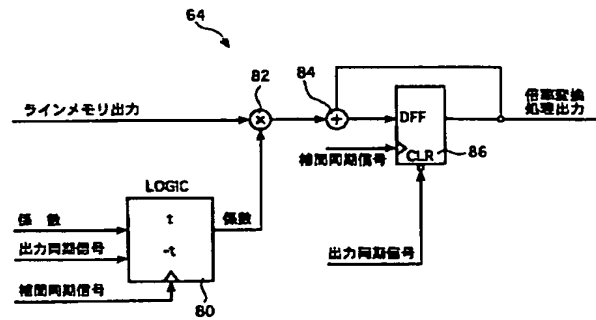 64
82
84
ラインメモリ出力
×
+
DFF
倍率変換
処理出力
補間同期信号
CLR
86
LOGIC
係 数
t
係数
出力同期信号
-t
出力同期信号
補間同期信号
80